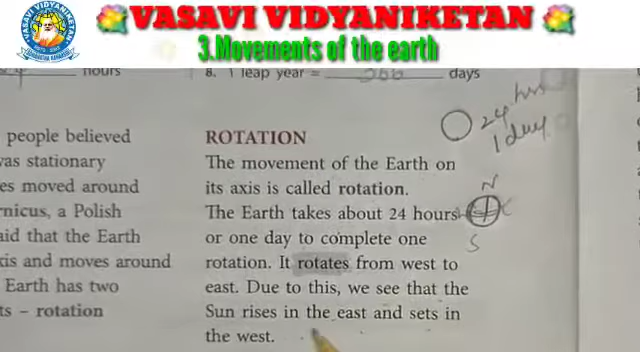 VASAVI VIDYANIKETAN
3.Movements of the earth
hours
8. 1 leap year = 366 days
24 hrs
1 day
people believed
was stationary
es moved around
rnicus, a Polish
aid that the Earth
xis and moves around
Earth has two
ts – rotation
ROTATION
The movement of the Earth on
its axis is called rotation.
The Earth takes about 24 hours
or one day to complete one
rotation. It rotates from west to
east. Due to this, we see that the
Sun rises in the east and sets in
the west.
N
S